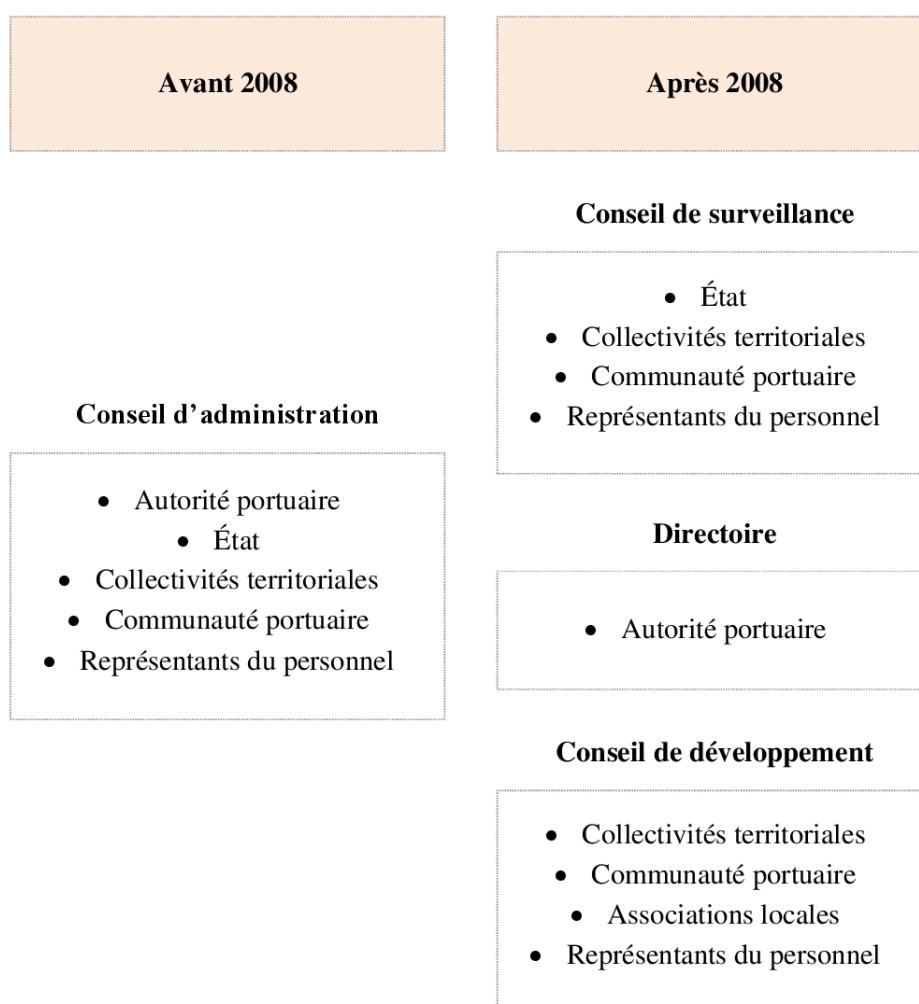 Avant 2008
Après 2008
Conseil d'administration
• Autorité portuaire
• État
• Collectivités territoriales
• Communauté portuaire
• Représentants du personnel
Conseil de surveillance
• État
• Collectivités territoriales
• Communauté portuaire
• Représentants du personnel
Directoire
• Autorité portuaire
Conseil de développement
• Collectivités territoriales
• Communauté portuaire
• Associations locales
• Représentants du personnel